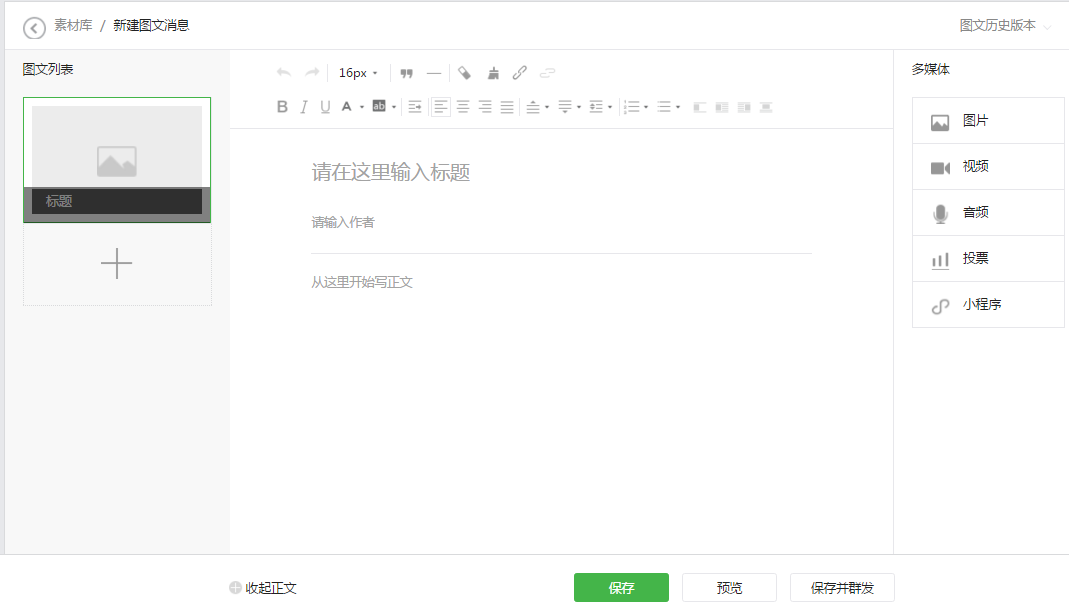 素材库 / 新建图文消息
图文历史版本
图文列表
标题
16px
B I U A ab
请在这里输入标题
请输入作者
从这里开始写正文
多媒体
图片
视频
音频
投票
小程序
收起正文
保存
预览
保存并群发